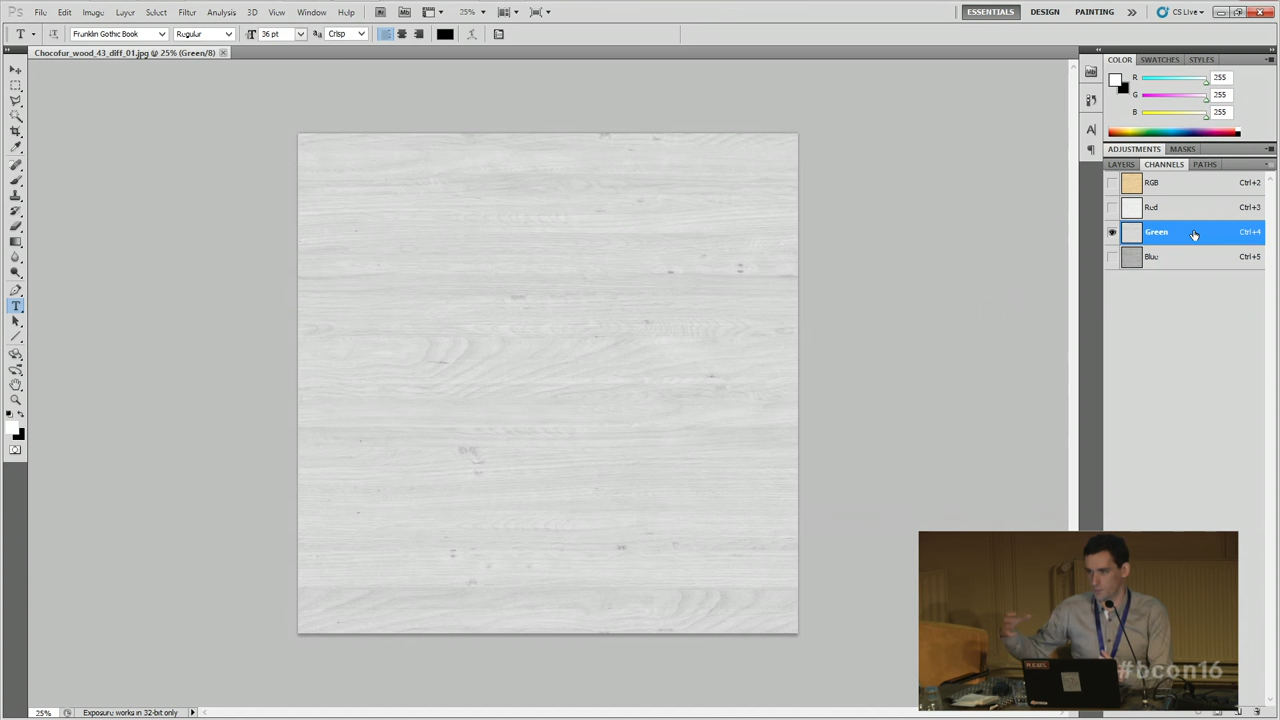 Ps File Edit Image Layer Select Filter Analysis 3D View Window Help Br Mb 25% ESSENTIALS DESIGN PAINTING CS Live
T Franklin Gothic Book Regular 36 pt Crisp
Chocofur_wood_43_diff_01.jpg @ 25% (Green/8)
COLOR SWATCHES STYLES
R 255
G 255
B 255
ADJUSTMENTS MASKS
LAYERS CHANNELS PATHS
RGB Ctrl+2
Red Ctrl+3
Green Ctrl+4
Blue Ctrl+5
#bcon16
25% Exposure works in 32-bit only